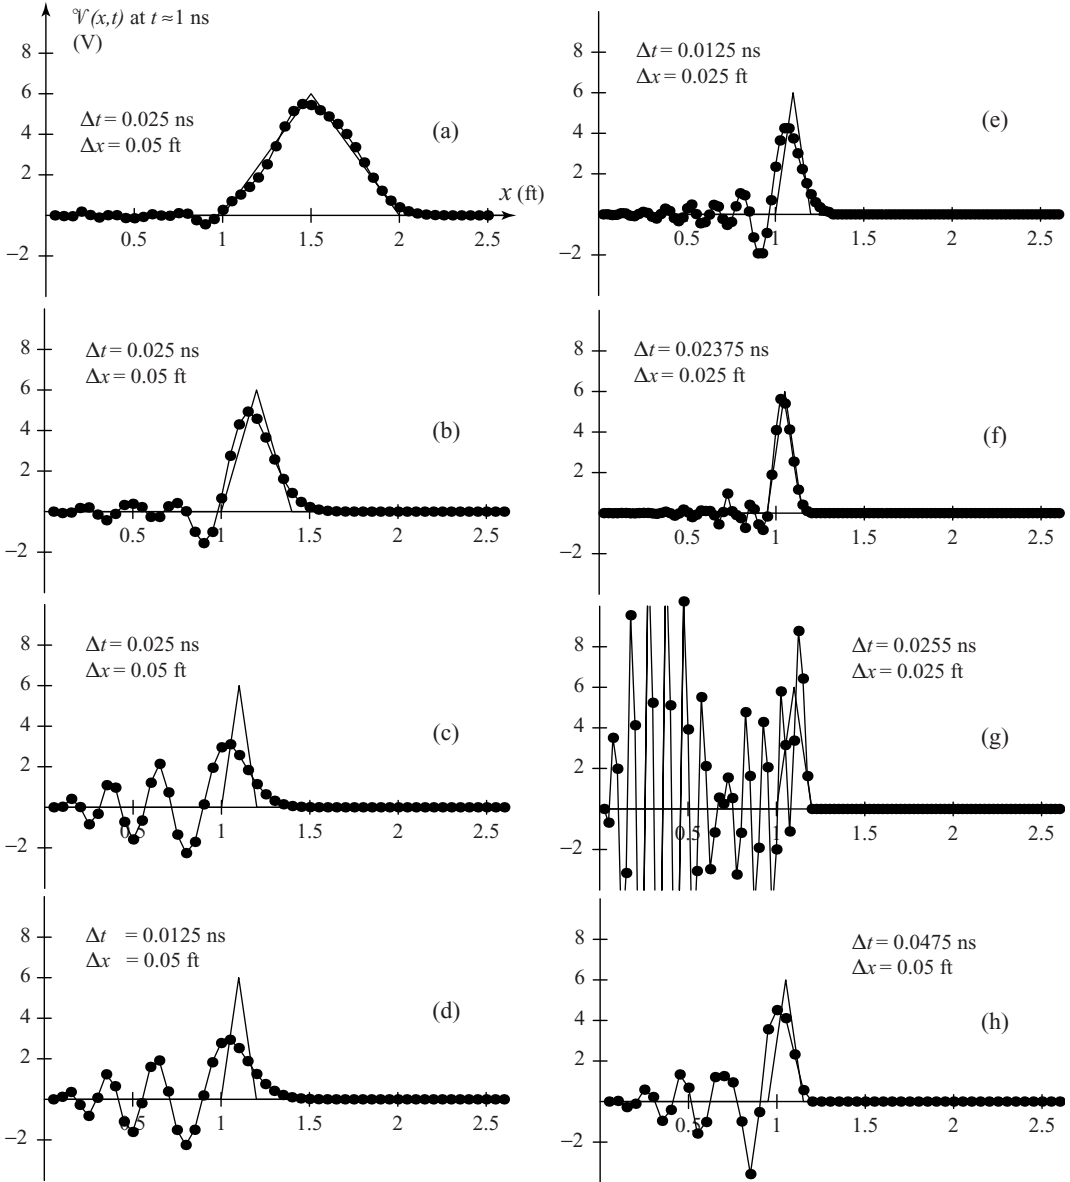 𝒱(x,t) at t ≈ 1 ns
(V)
8
6
4
2
−2
Δt = 0.025 ns
Δx = 0.05 ft
(a)
x (ft)
0.5 1 1.5 2 2.5
8
6
4
2
−2
Δt = 0.025 ns
Δx = 0.05 ft
(b)
0.5 1 1.5 2 2.5
8
6
4
2
−2
Δt = 0.025 ns
Δx = 0.05 ft
(c)
0.5 1 1.5 2 2.5
8
6
4
2
−2
Δt = 0.0125 ns
Δx = 0.05 ft
(d)
0.5 1 1.5 2 2.5
8
6
4
2
−2
Δt = 0.0125 ns
Δx = 0.025 ft
(e)
0.5 1 1.5 2 2.5
8
6
4
2
−2
Δt = 0.02375 ns
Δx = 0.025 ft
(f)
0.5 1 1.5 2 2.5
8
6
4
2
−2
Δt = 0.0255 ns
Δx = 0.025 ft
(g)
0.5 1 1.5 2 2.5
8
6
4
2
−2
Δt = 0.0475 ns
Δx = 0.05 ft
(h)
0.5 1 1.5 2 2.5